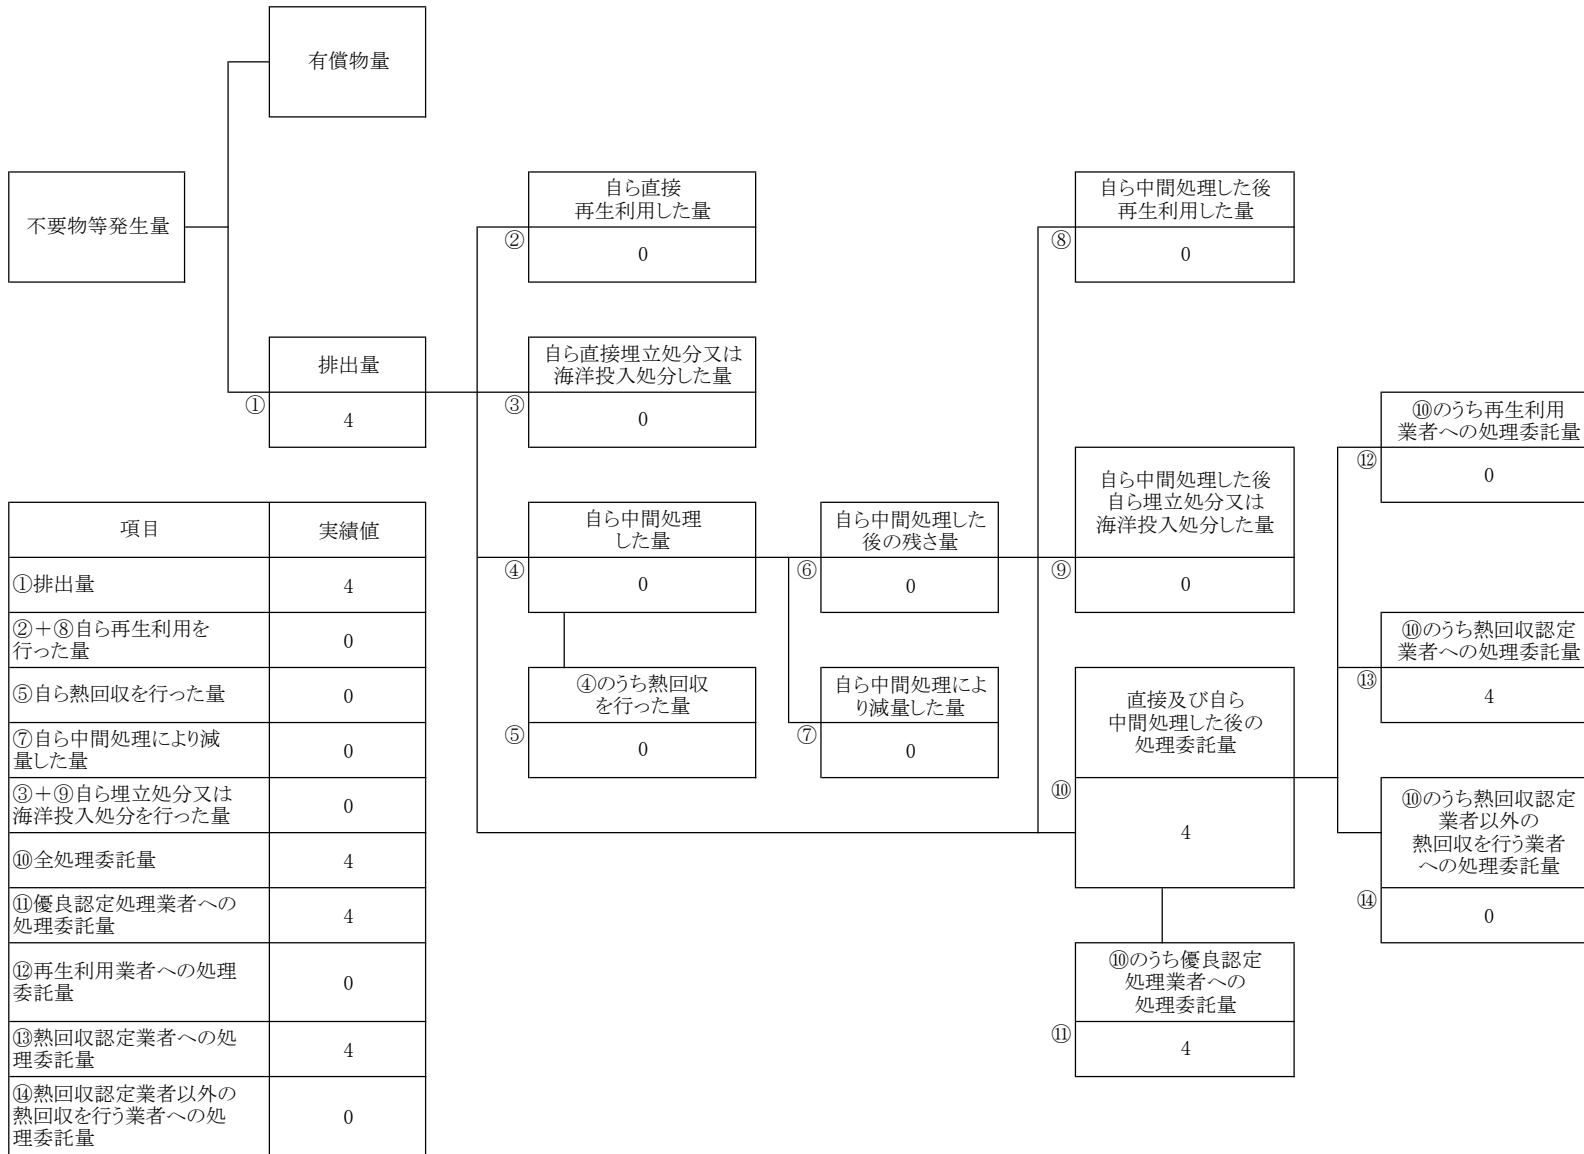 有償物量
不要物等発生量
自ら直接
再生利用した量
②
0
自ら中間処理した後
再生利用した量
⑧
0
排出量
①
4
自ら直接埋立処分又は
海洋投入処分した量
③
0
⑩のうち再生利用
業者への処理委託量
⑫
0
自ら中間処理
した量
④
0
自ら中間処理した
後の残さ量
⑥
0
自ら中間処理した後
自ら埋立処分又は
海洋投入処分した量
⑨
0
⑩のうち熱回収認定
業者への処理委託量
⑬
4
④のうち熱回収
を行った量
⑤
0
自ら中間処理によ
り減量した量
⑦
0
直接及び自ら
中間処理した後の
処理委託量
⑩
4
⑩のうち熱回収認定
業者以外の
熱回収を行う業者
への処理委託量
⑭
0
⑩のうち優良認定
処理業者への
処理委託量
⑪
4
項目 実績値
①排出量 4
②+⑧自ら再生利用を
行った量 0
⑤自ら熱回収を行った量 0
⑦自ら中間処理により減
量した量 0
③+⑨自ら埋立処分又は
海洋投入処分を行った量 0
⑩全処理委託量 4
⑪優良認定処理業者への
処理委託量 4
⑫再生利用業者への処理
委託量 0
⑬熱回収認定業者への処
理委託量 4
⑭熱回収認定業者以外の
熱回収を行う業者への処
理委託量 0